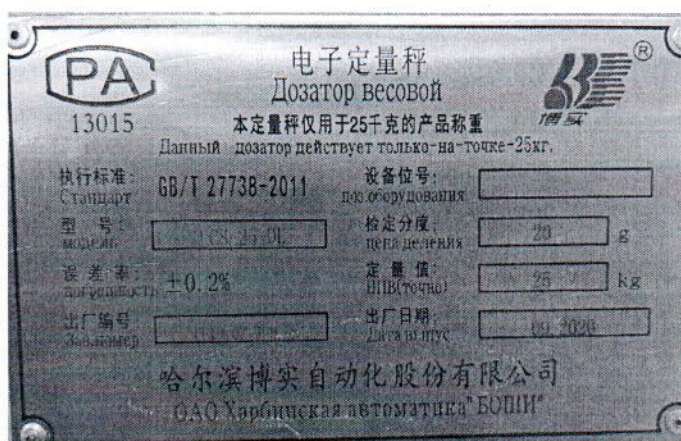 PA
13015
电子定量秤
Дозатор весовой
博实 ®
本定量秤仅用于25千克的产品称重
Данный дозатор действует только-на-точке-25кг.
执行标准: GB/T 27738-2011 设备位号:
Стандарт поз оборудования
型 号: 检定分度: 20 g
модель цена деления
误差率: ±0.2% 定量值: 25 kg
погрешность НПВ(точно)
出厂编号 出厂日期: 09.2020
Зав.номер Дата выпус
哈尔滨博实自动化股份有限公司
ОАО Харбинская автоматика "БОШИ"